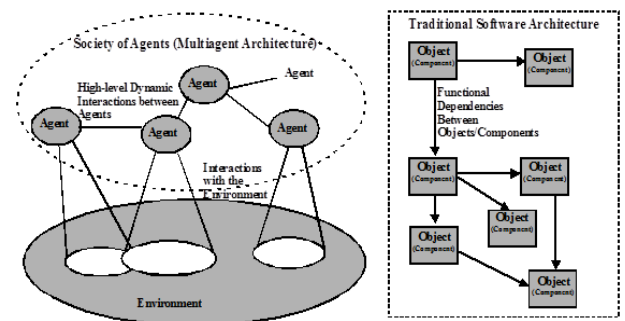 Society of Agents (Multiagent Architecture)
High-level Dynamic
Interactions between
Agents
Agent
Agent
Agent
Agent
Agent
Interactions
with the
Environment
Environment
Traditional Software Architecture
Object
(Component)
Object
(Component)
Functional
Dependencies
Between
Objects/Components
Object
(Component)
Object
(Component)
Object
(Component)
Object
(Component)
Object
(Component)